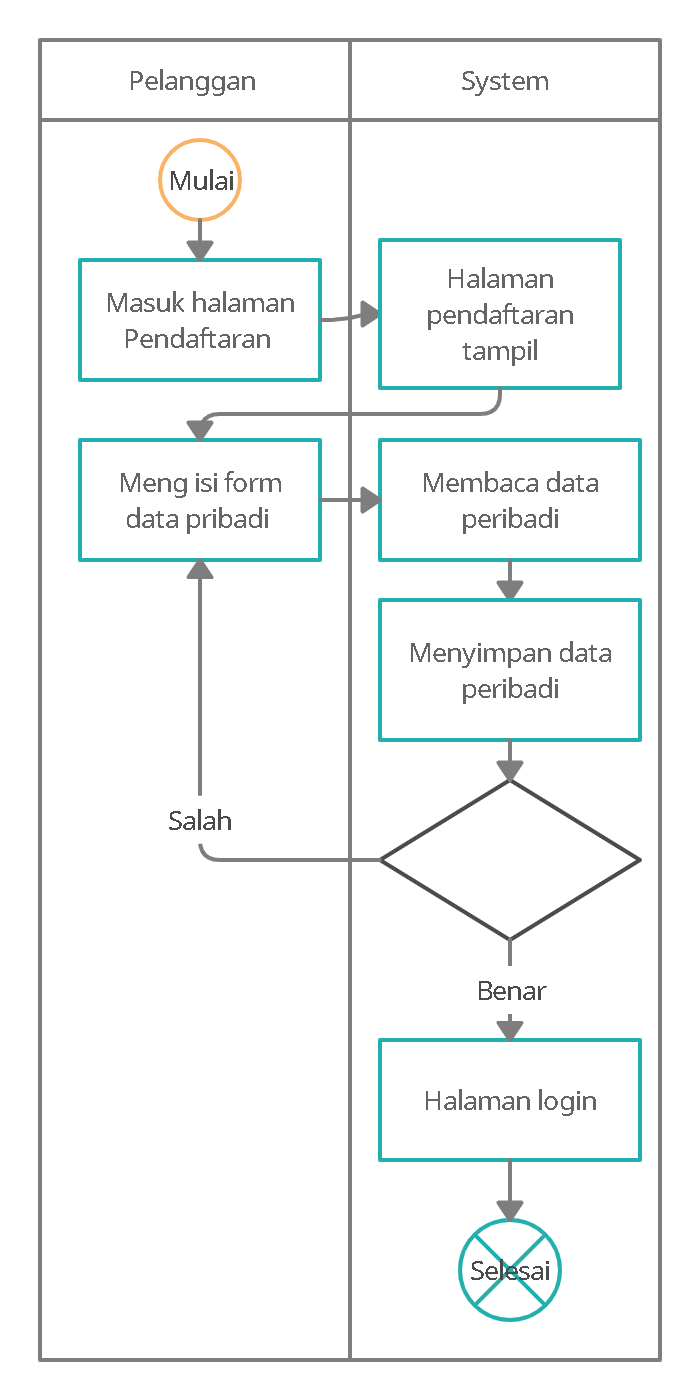 Pelanggan
System
Mulai
Masuk halaman
Pendaftaran
Halaman
pendaftaran
tampil
Meng isi form
data pribadi
Membaca data
peribadi
Menyimpan data
peribadi
Salah
Benar
Halaman login
Selesai